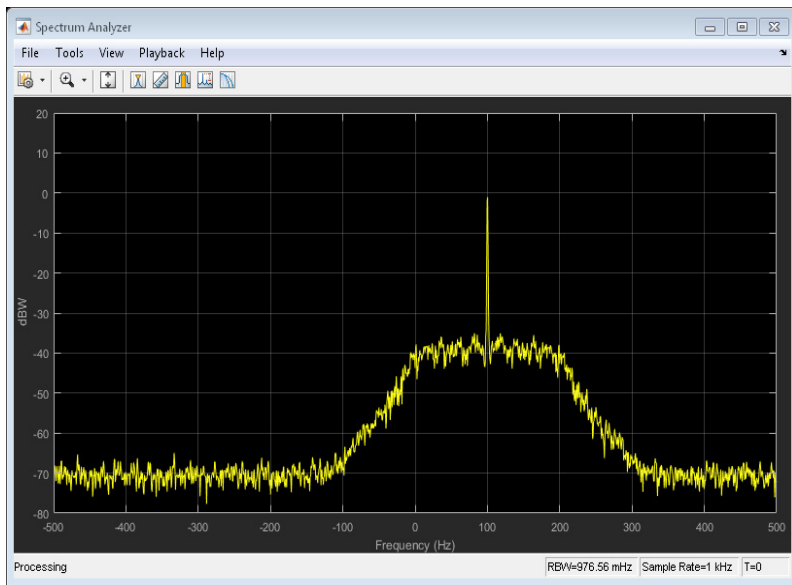 Spectrum Analyzer
File Tools View Playback Help
20
10
0
-10
-20
-30
-40
-50
-60
-70
-80
dBW
-500 -400 -300 -200 -100 0 100 200 300 400 500
Frequency (Hz)
Processing RBW=976.56 mHz Sample Rate=1 kHz T=0